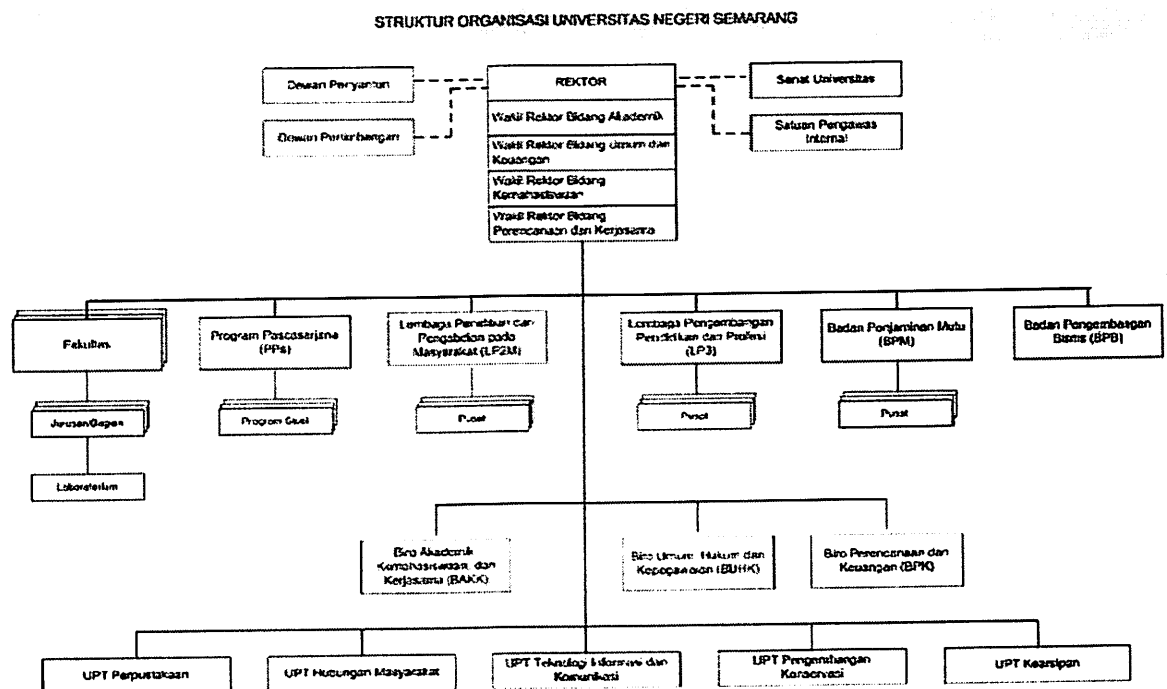 STRUKTUR ORGANISASI UNIVERSITAS NEGERI SEMARANG
Dewan Penyantun
REKTOR
Senat Universitas
Wakil Rektor Bidang Akademik
Dewan Pertimbangan
Satuan Pengawas
Internal
Wakil Rektor Bidang Umum dan
Keuangan
Wakil Rektor Bidang
Kemahasiswaan
Wakil Rektor Bidang
Perencanaan dan Kerjasama
Fakultas
Program Pascasarjana
(PPs)
Lembaga Penelitian dan
Pengabdian pada
Masyarakat (LP2M)
Lembaga Pengembangan
Pendidikan dan Profesi
(LP3)
Badan Penjaminan Mutu
(BPM)
Badan Pengembangan
Bisnis (BPB)
Jurusan/Bagian
Program Studi
Pusat
Pusat
Pusat
Laboratorium
Biro Akademik
Kemahasiswaan, dan
Kerjasama (BAKK)
Biro Umum, Hukum dan
Kepegawaian (BUHK)
Biro Perencanaan dan
Keuangan (BPK)
UPT Perpustakaan
UPT Hubungan Masyarakat
UPT Teknologi Informasi dan
Komunikasi
UPT Pengembangan
Konservasi
UPT Kearsipan